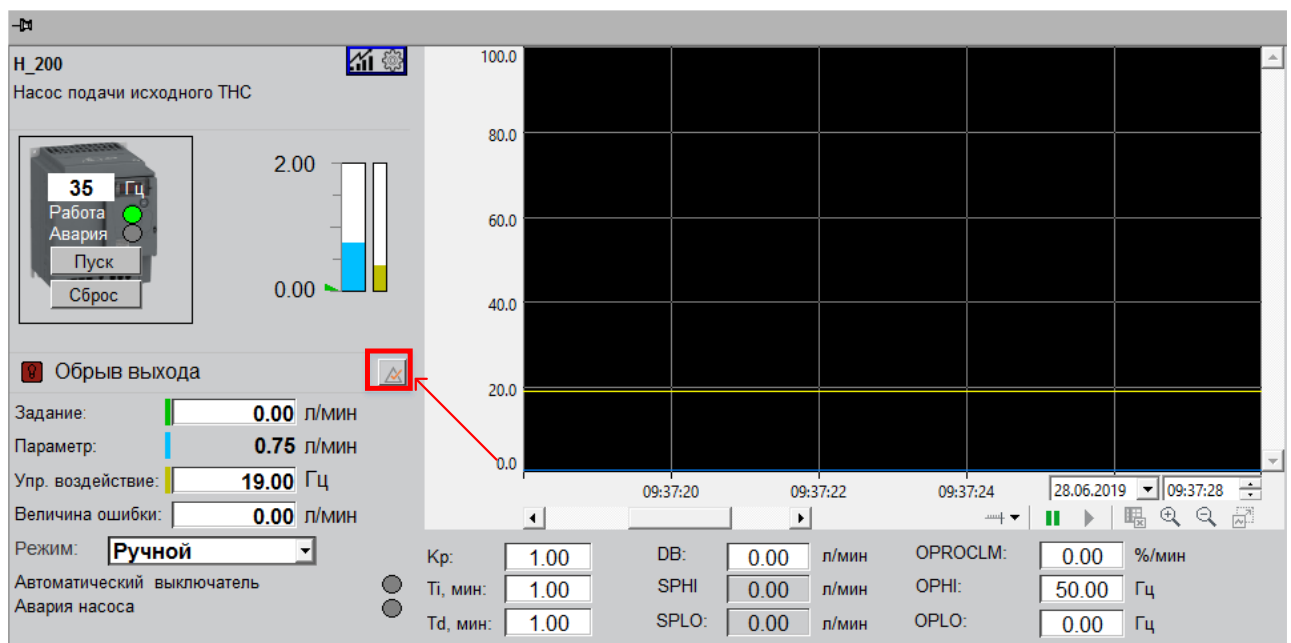 H_200
Насос подачи исходного ТНС
35 Гц
Работа
Авария
Пуск
Сброс
2.00
0.00
Обрыв выхода
Задание: 0.00 л/мин
Параметр: 0.75 л/мин
Упр. воздействие: 19.00 Гц
Величина ошибки: 0.00 л/мин
Режим: Ручной
Автоматический выключатель
Авария насоса
100.0
80.0
60.0
40.0
20.0
0.0
09:37:20 09:37:22 09:37:24 28.06.2019 09:37:28
Kp: 1.00 DB: 0.00 л/мин OPROCLM: 0.00 %/мин
Ti, мин: 1.00 SPHI 0.00 л/мин OPHI: 50.00 Гц
Td, мин: 1.00 SPLO: 0.00 л/мин OPLO: 0.00 Гц